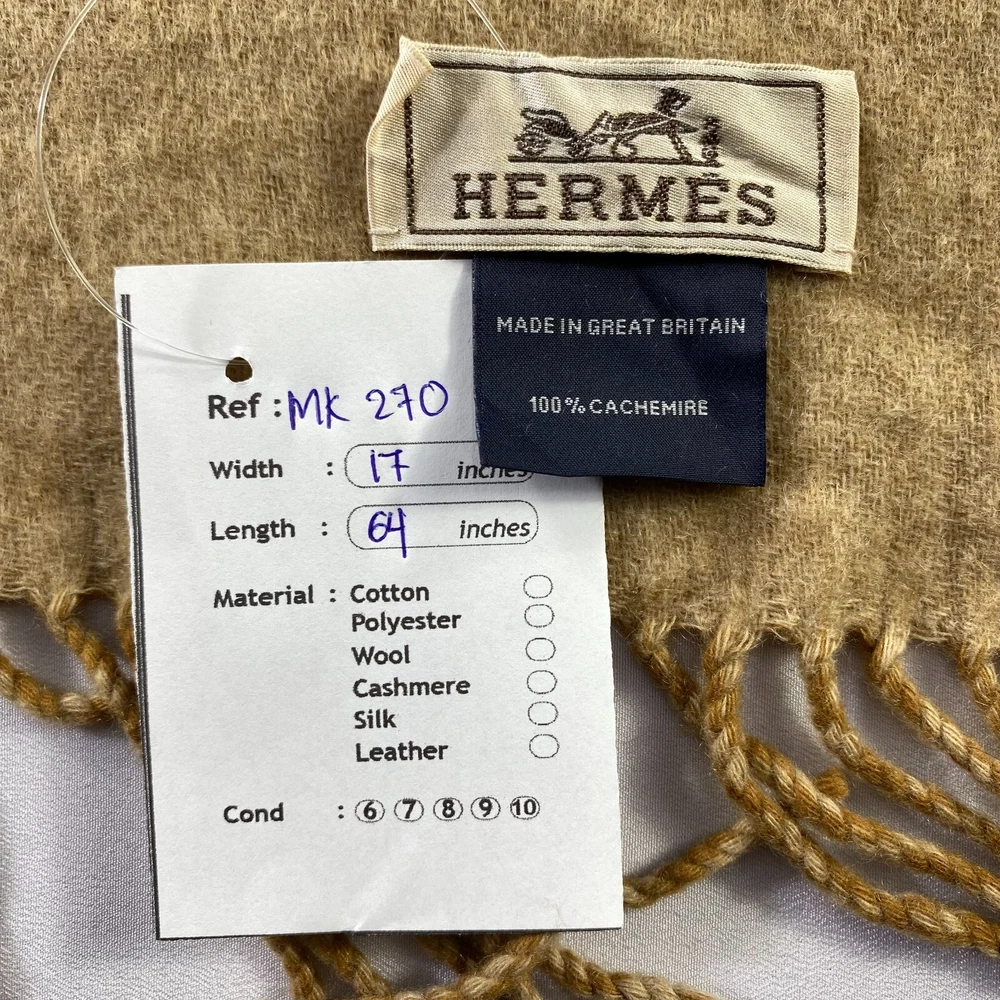 HERMES
MADE IN GREAT BRITAIN
100% CACHEMIRE
Ref : MK 270
Width : 17 inches
Length : 64 inches
Material : Cotton
Polyester
Wool
Cashmere
Silk
Leather
Cond : 6 7 8 9 10